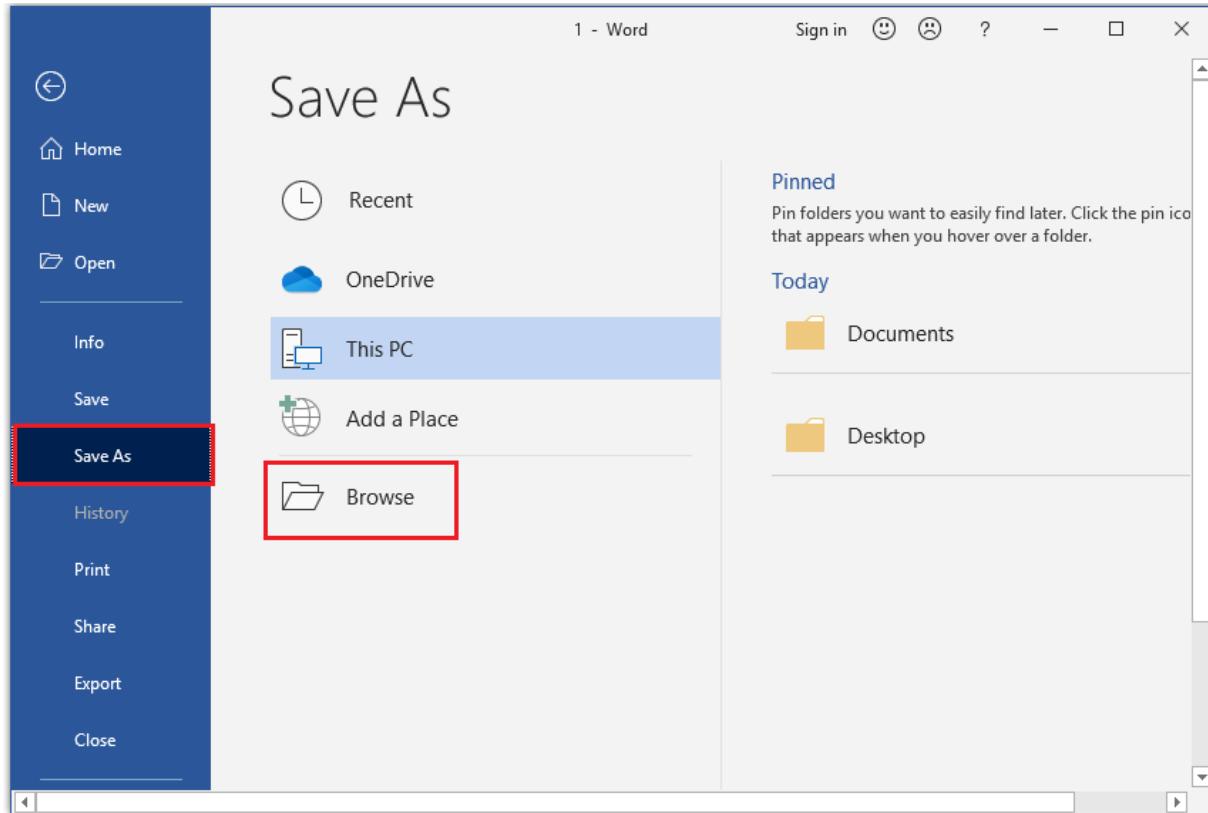 1 - Word
Sign in
?
Save As
Home
New
Open
Info
Save
Save As
History
Print
Share
Export
Close
Recent
OneDrive
This PC
Add a Place
Browse
Pinned
Pin folders you want to easily find later. Click the pin ico
that appears when you hover over a folder.
Today
Documents
Desktop